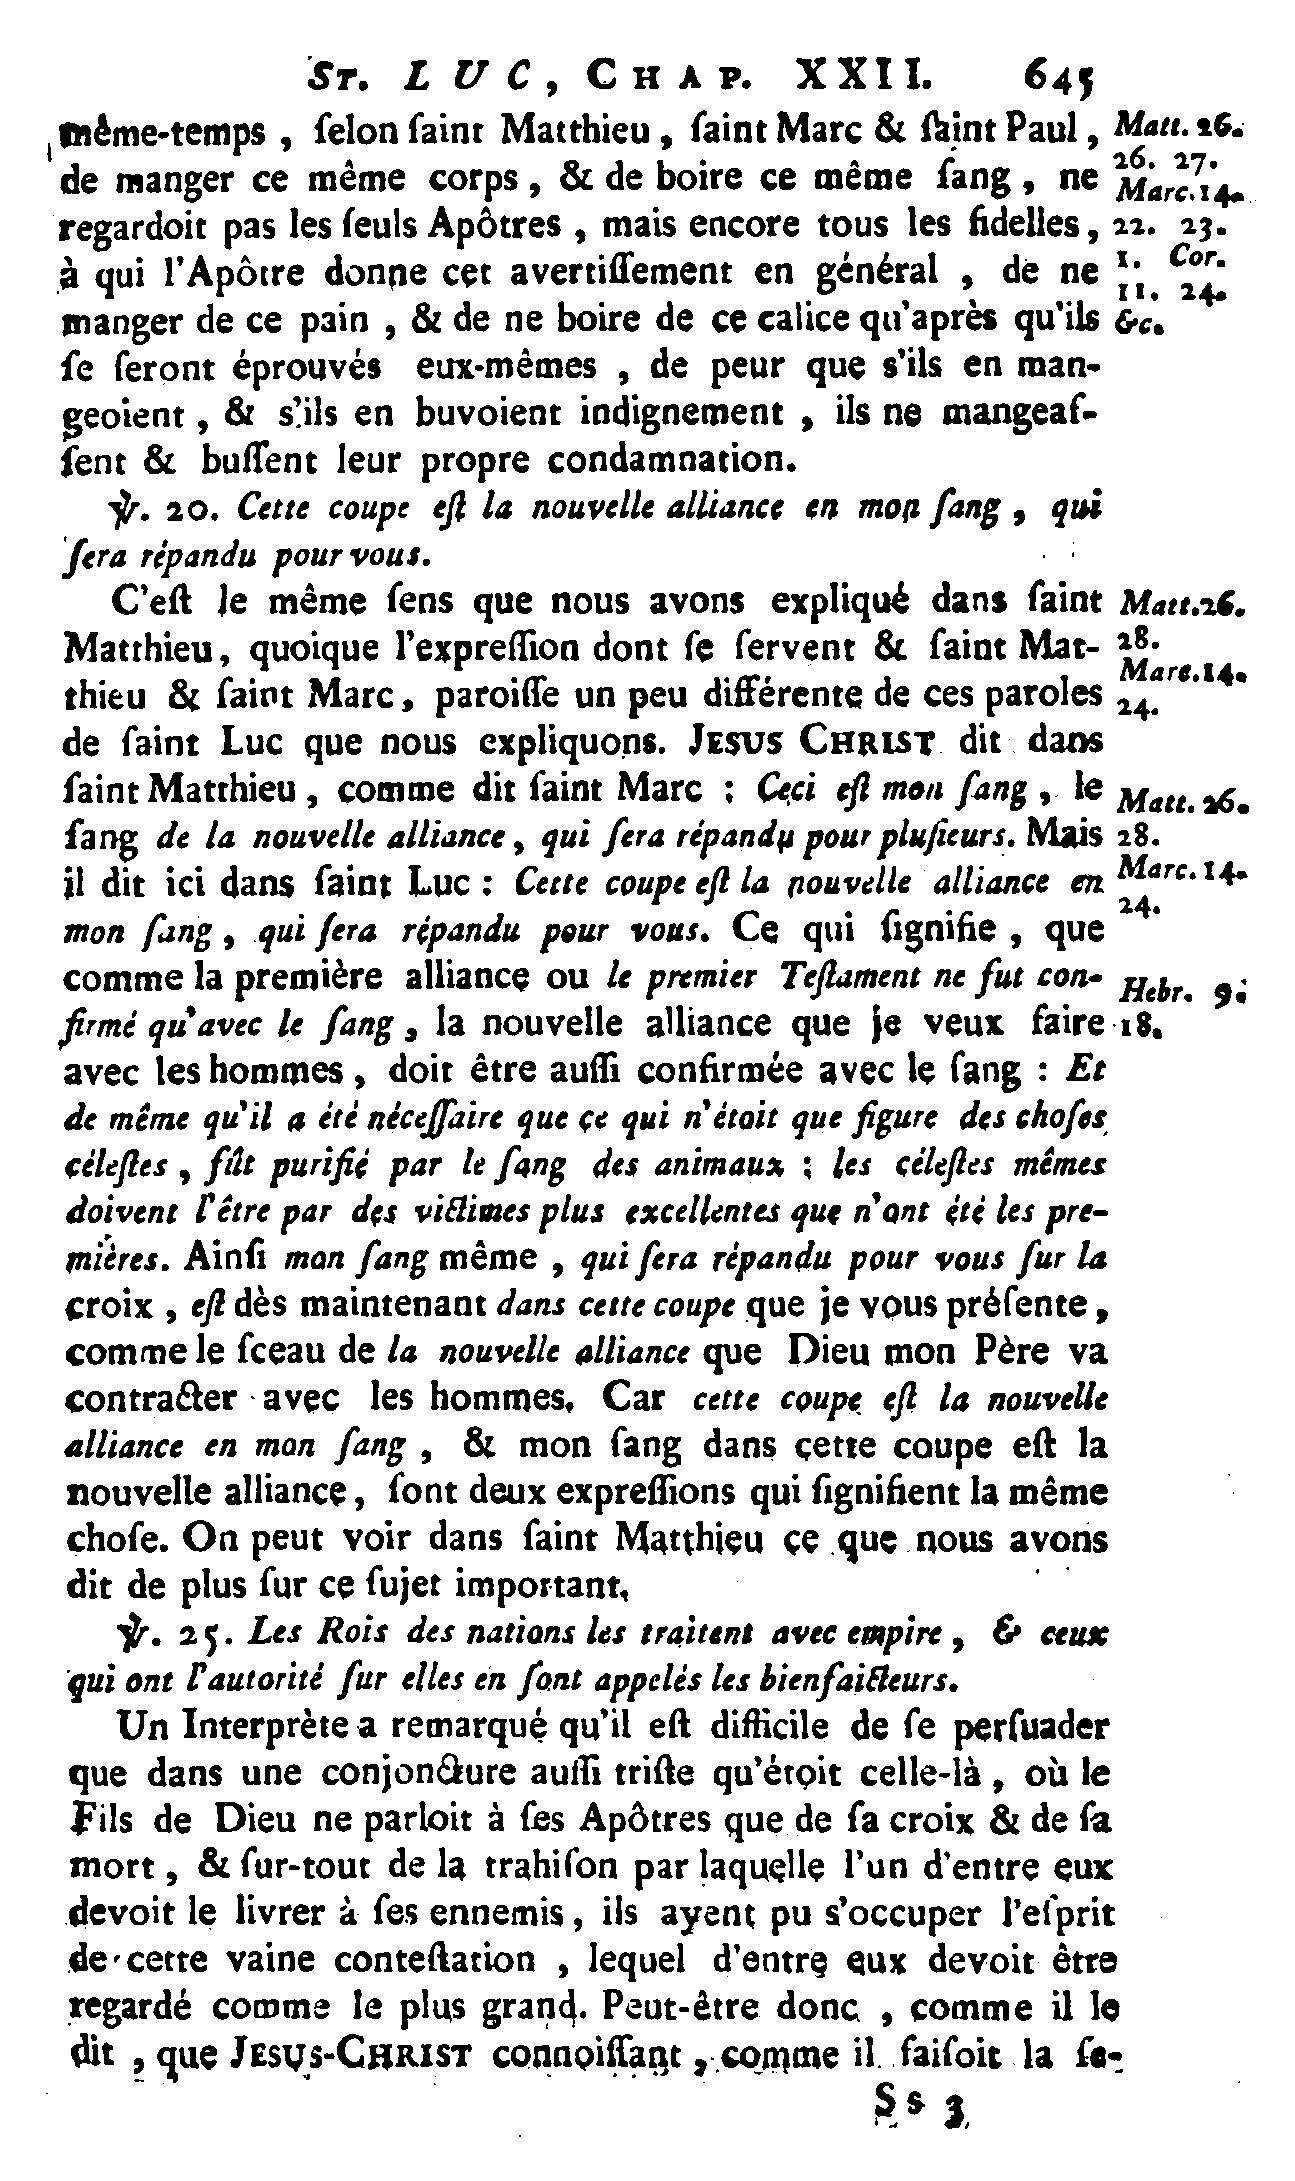 St. LUC, Chap. XXII. 645
même-temps, ſelon ſaint Matthieu, ſaint Marc & ſaint Paul,
de manger ce même corps, & de boire ce même ſang, ne
regardoit pas les ſeuls Apôtres, mais encore tous les fidelles,
à qui l'Apôtre donne cet avertiſſement en général, de ne
manger de ce pain, & de ne boire de ce calice qu'après qu'ils
ſe ſeront éprouvés eux-mêmes, de peur que s'ils en man-
geoient, & s'ils en buvoient indignement, ils ne mangeaſ-
ſent & buſſent leur propre condamnation.
Matt. 26.
26. 27.
Marc. 14.
22. 23.
1. Cor.
11. 24.
&c.
℣. 20. Cette coupe eſt la nouvelle alliance en mon ſang, qui
ſera répandu pour vous.
C'eſt le même ſens que nous avons expliqué dans ſaint
Matthieu, quoique l'expreſſion dont ſe ſervent & ſaint Mat-
thieu & ſaint Marc, paroiſſe un peu différente de ces paroles
de ſaint Luc que nous expliquons. JESUS CHRIST dit dans
ſaint Matthieu, comme dit ſaint Marc : Ceci eſt mon ſang, le
ſang de la nouvelle alliance, qui ſera répandu pour pluſieurs. Mais
il dit ici dans ſaint Luc : Cette coupe eſt la nouvelle alliance en
mon ſang, qui ſera répandu pour vous. Ce qui ſignifie, que
comme la première alliance ou le premier Teſtament ne fut con-
firmé qu'avec le ſang, la nouvelle alliance que je veux faire
avec les hommes, doit être auſſi confirmée avec le ſang : Et
de même qu'il a été néceſſaire que ce qui n'étoit que figure des choſes
céleſtes, fût purifié par le ſang des animaux ; les céleſtes mêmes
doivent l'être par des victimes plus excellentes que n'ont été les pre-
mières. Ainſi mon ſang même, qui ſera répandu pour vous ſur la
croix, eſt dès maintenant dans cette coupe que je vous préſente,
comme le ſceau de la nouvelle alliance que Dieu mon Père va
contracter avec les hommes. Car cette coupe eſt la nouvelle
alliance en mon ſang, & mon ſang dans cette coupe eſt la
nouvelle alliance, ſont deux expreſſions qui ſignifient la même
choſe. On peut voir dans ſaint Matthieu ce que nous avons
dit de plus ſur ce ſujet important.
Matt. 26.
28.
Marc. 14.
24.
Matt. 26.
28.
Marc. 14.
24.
Hebr. 9.
18.
℣. 25. Les Rois des nations les traitent avec empire, & ceux
qui ont l'autorité ſur elles en ſont appelés les bienfaicteurs.
Un Interprète a remarqué qu'il eſt difficile de ſe perſuader
que dans une conjoncture auſſi triſte qu'étoit celle-là, où le
Fils de Dieu ne parloit à ſes Apôtres que de ſa croix & de ſa
mort, & ſur-tout de la trahiſon par laquelle l'un d'entre eux
devoit le livrer à ſes ennemis, ils ayent pu s'occuper l'eſprit
de cette vaine conteſtation, lequel d'entre eux devoit être
regardé comme le plus grand. Peut-être donc, comme il le
dit, que JESUS-CHRIST connoiſſant, comme il faiſoit la ſe-
Ss 3